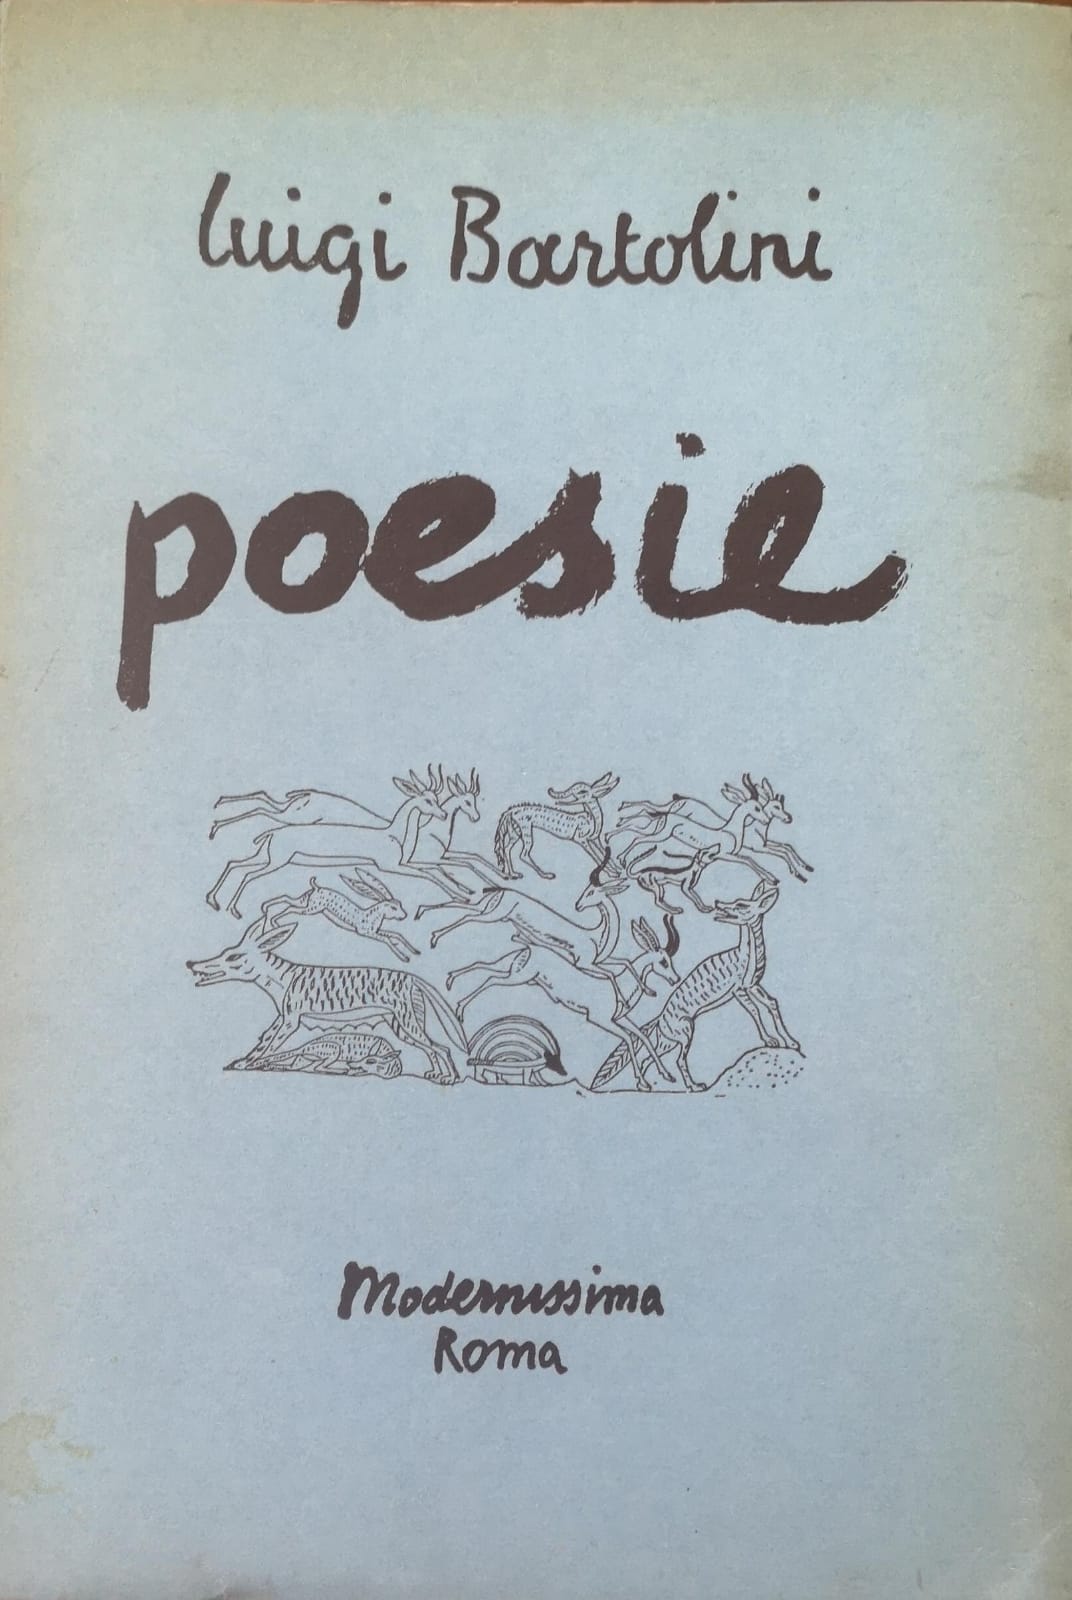 Luigi Bartolini
poesie
Modernissima
Roma